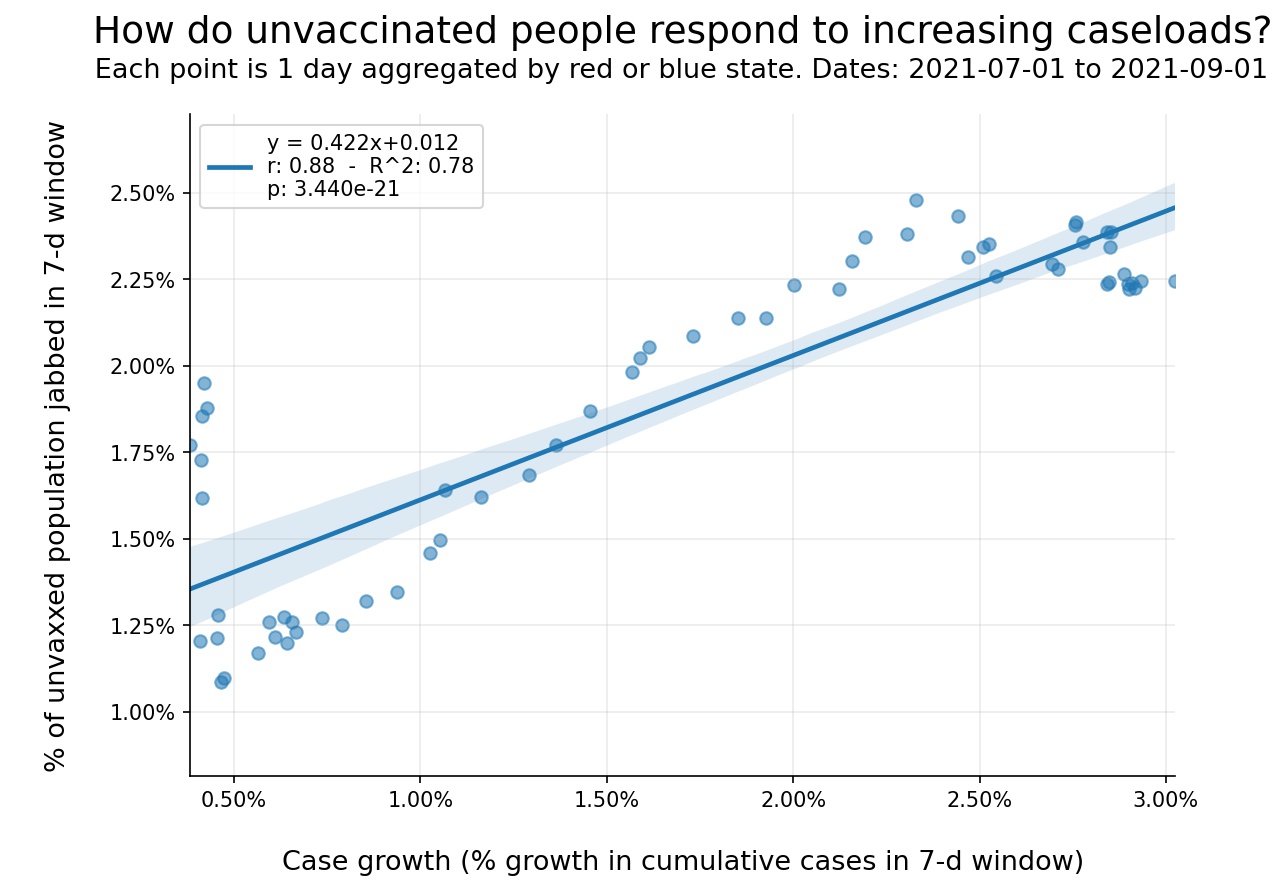 How do unvaccinated people respond to increasing caseloads?
Each point is 1 day aggregated by red or blue state. Dates: 2021-07-01 to 2021-09-01
y = 0.422x+0.012
r: 0.88  -  R^2: 0.78
p: 3.440e-21
% of unvaxxed population jabbed in 7-d window
2.50%
2.25%
2.00%
1.75%
1.50%
1.25%
1.00%
0.50%
1.00%
1.50%
2.00%
2.50%
3.00%
Case growth (% growth in cumulative cases in 7-d window)